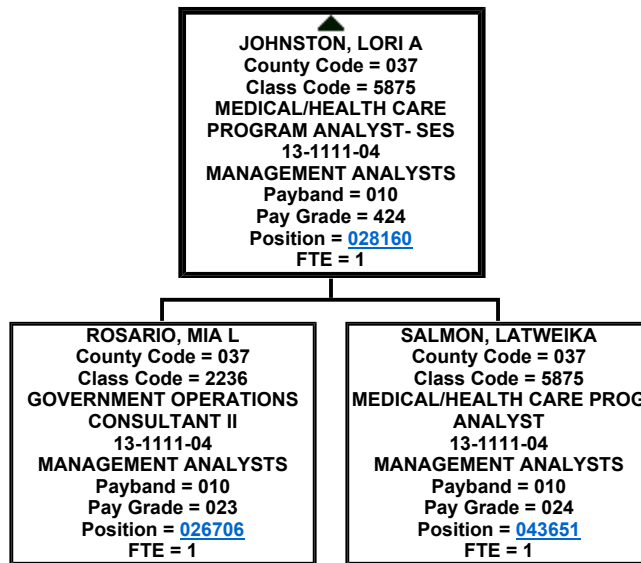 JOHNSTON, LORI A
County Code = 037
Class Code = 5875
MEDICAL/HEALTH CARE
PROGRAM ANALYST- SES
13-1111-04
MANAGEMENT ANALYSTS
Payband = 010
Pay Grade = 424
Position = 028160
FTE = 1
ROSARIO, MIA L
County Code = 037
Class Code = 2236
GOVERNMENT OPERATIONS
CONSULTANT II
13-1111-04
MANAGEMENT ANALYSTS
Payband = 010
Pay Grade = 023
Position = 026706
FTE = 1
SALMON, LATWEIKA
County Code = 037
Class Code = 5875
MEDICAL/HEALTH CARE PROG
ANALYST
13-1111-04
MANAGEMENT ANALYSTS
Payband = 010
Pay Grade = 024
Position = 043651
FTE = 1